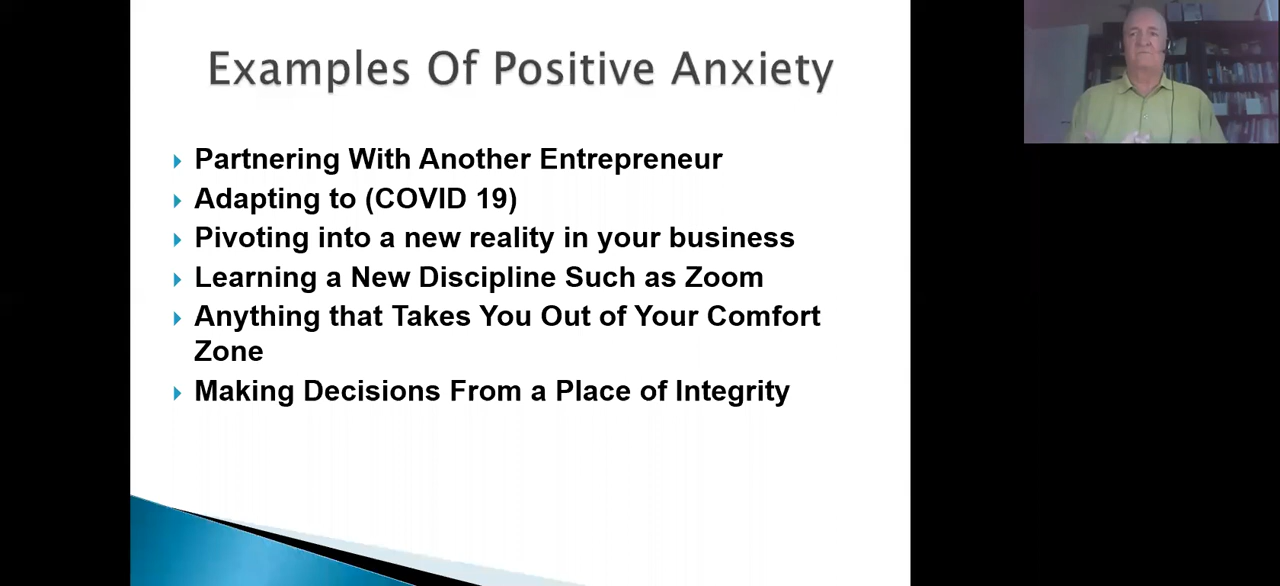 Examples Of Positive Anxiety
Partnering With Another Entrepreneur
Adapting to (COVID 19)
Pivoting into a new reality in your business
Learning a New Discipline Such as Zoom
Anything that Takes You Out of Your Comfort
Zone
Making Decisions From a Place of Integrity